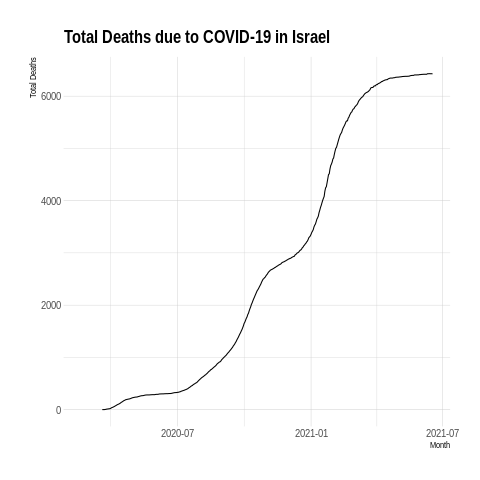 Total Deaths due to COVID-19 in Israel
Total Deaths
6000
4000
2000
0
2020-07
2021-01
2021-07
Month